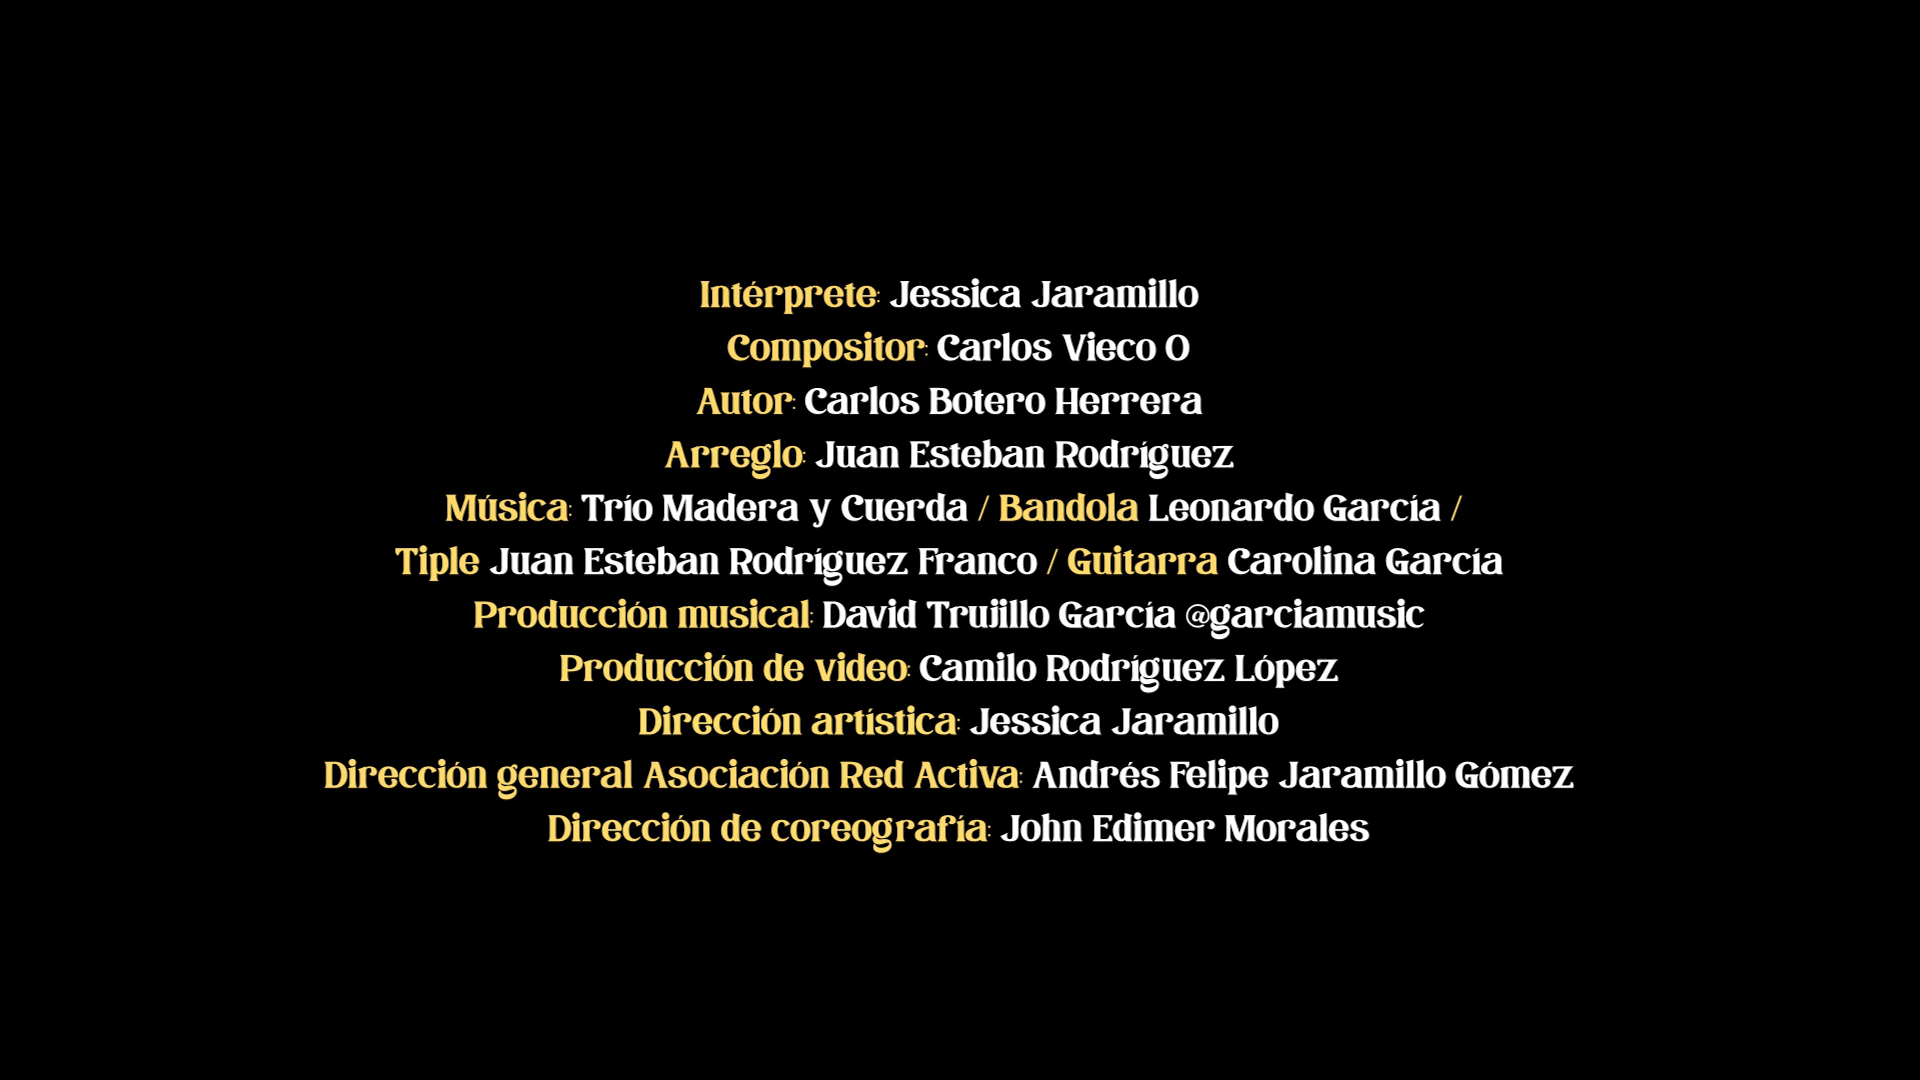 Intérprete: Jessica Jaramillo
Compositor: Carlos Vieco O
Autor: Carlos Botero Herrera
Arreglo: Juan Esteban Rodríguez
Música: Trío Madera y Cuerda / Bandola Leonardo García /
Tiple Juan Esteban Rodríguez Franco / Guitarra Carolina García
Producción musical: David Trujillo García @garciamusic
Producción de video: Camilo Rodríguez López
Dirección artística: Jessica Jaramillo
Dirección general Asociación Red Activa: Andrés Felipe Jaramillo Gómez
Dirección de coreografía: John Edimer Morales